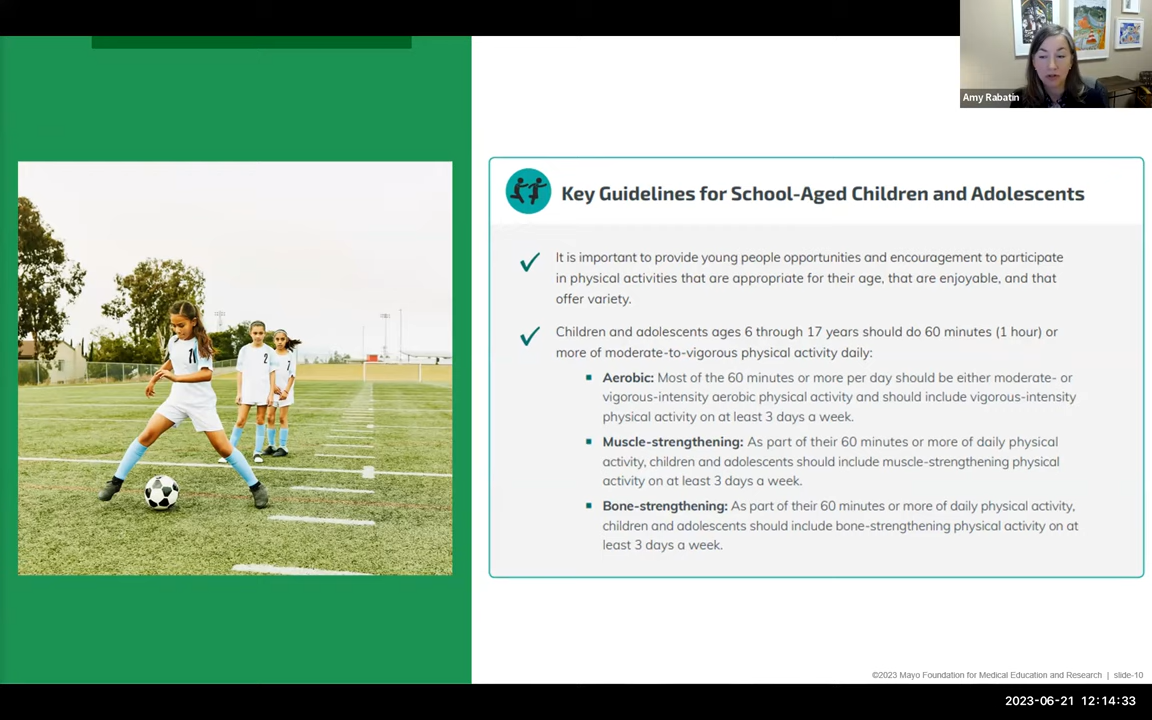 Amy Rabatin
Key Guidelines for School-Aged Children and Adolescents
It is important to provide young people opportunities and encouragement to participate
in physical activities that are appropriate for their age, that are enjoyable, and that
offer variety.
Children and adolescents ages 6 through 17 years should do 60 minutes (1 hour) or
more of moderate-to-vigorous physical activity daily:
Aerobic: Most of the 60 minutes or more per day should be either moderate- or
vigorous-intensity aerobic physical activity and should include vigorous-intensity
physical activity on at least 3 days a week.
Muscle-strengthening: As part of their 60 minutes or more of daily physical
activity, children and adolescents should include muscle-strengthening physical
activity on at least 3 days a week.
Bone-strengthening: As part of their 60 minutes or more of daily physical activity,
children and adolescents should include bone-strengthening physical activity on at
least 3 days a week.
2
©2023 Mayo Foundation for Medical Education and Research | slide-10
2023-06-21 12:14:33